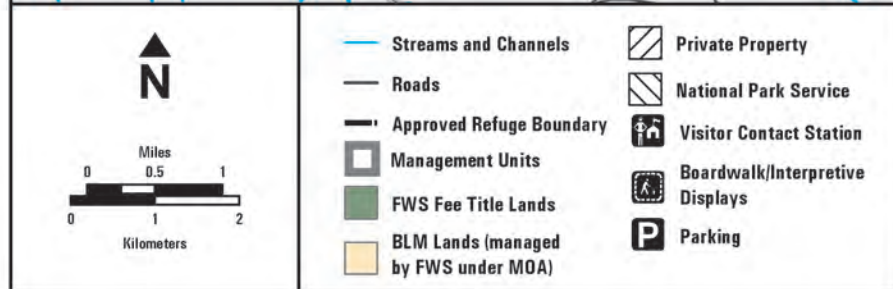 N
Miles
0 0.5 1
0 1 2
Kilometers
Streams and Channels
Roads
Approved Refuge Boundary
Management Units
FWS Fee Title Lands
BLM Lands (managed
by FWS under MOA)
Private Property
National Park Service
Visitor Contact Station
Boardwalk/Interpretive
Displays
P Parking